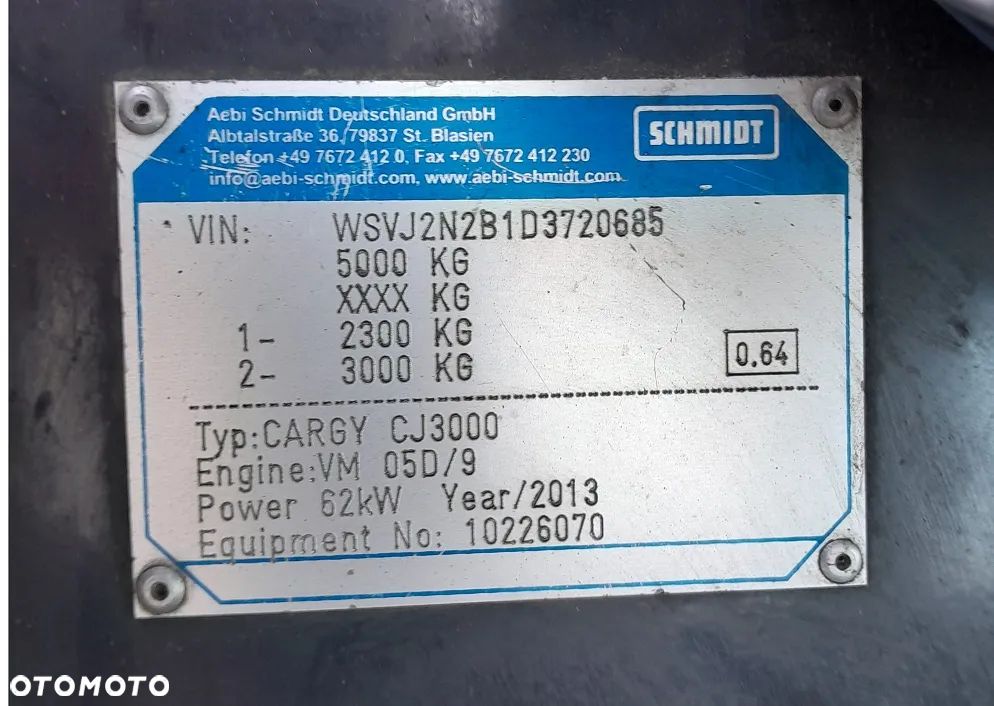 Aebi Schmidt Deutschland GmbH
Albtalstraße 36, 79837 St. Blasien
Telefon +49 7672 412 0, Fax +49 7672 412 230
info@aebi-schmidt.com, www.aebi-schmidt.com
SCHMIDT
VIN: WSVJ2N2B1D3720685
5000 KG
XXXX KG
1- 2300 KG
2- 3000 KG
0.64
Typ:CARGY CJ3000
Engine:VM 05D/9
Power 62kW Year/2013
Equipment No: 10226070
OTOMOTO